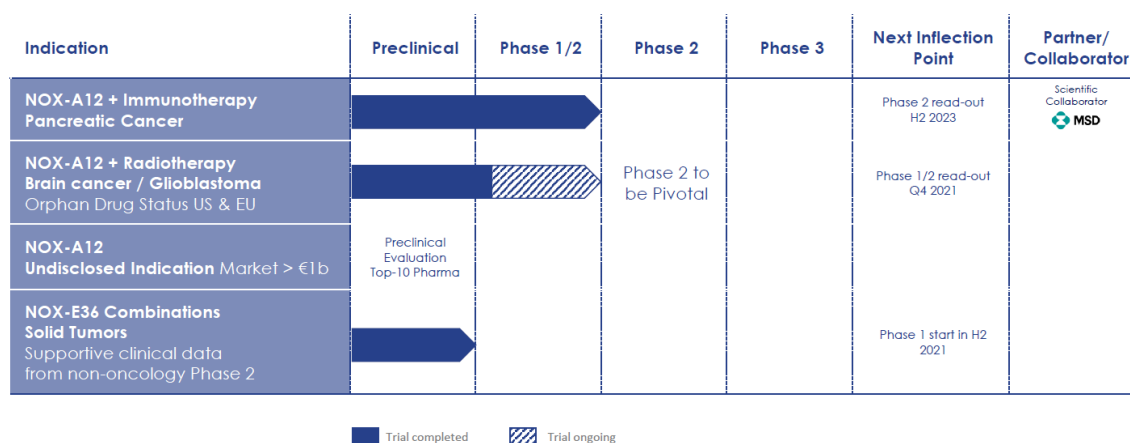 Indication
Preclinical
Phase 1/2
Phase 2
Phase 3
Next Inflection
Point
Partner/
Collaborator
NOX-A12 + Immunotherapy
Pancreatic Cancer
Phase 2 read-out
H2 2023
Scientific
Collaborator
MSD
NOX-A12 + Radiotherapy
Brain cancer / Glioblastoma
Orphan Drug Status US & EU
Phase 2 to
be Pivotal
Phase 1/2 read-out
Q4 2021
NOX-A12
Undisclosed Indication Market > €1b
Preclinical
Evaluation
Top-10 Pharma
NOX-E36 Combinations
Solid Tumors
Supportive clinical data
from non-oncology Phase 2
Phase 1 start in H2
2021
Trial completed
Trial ongoing